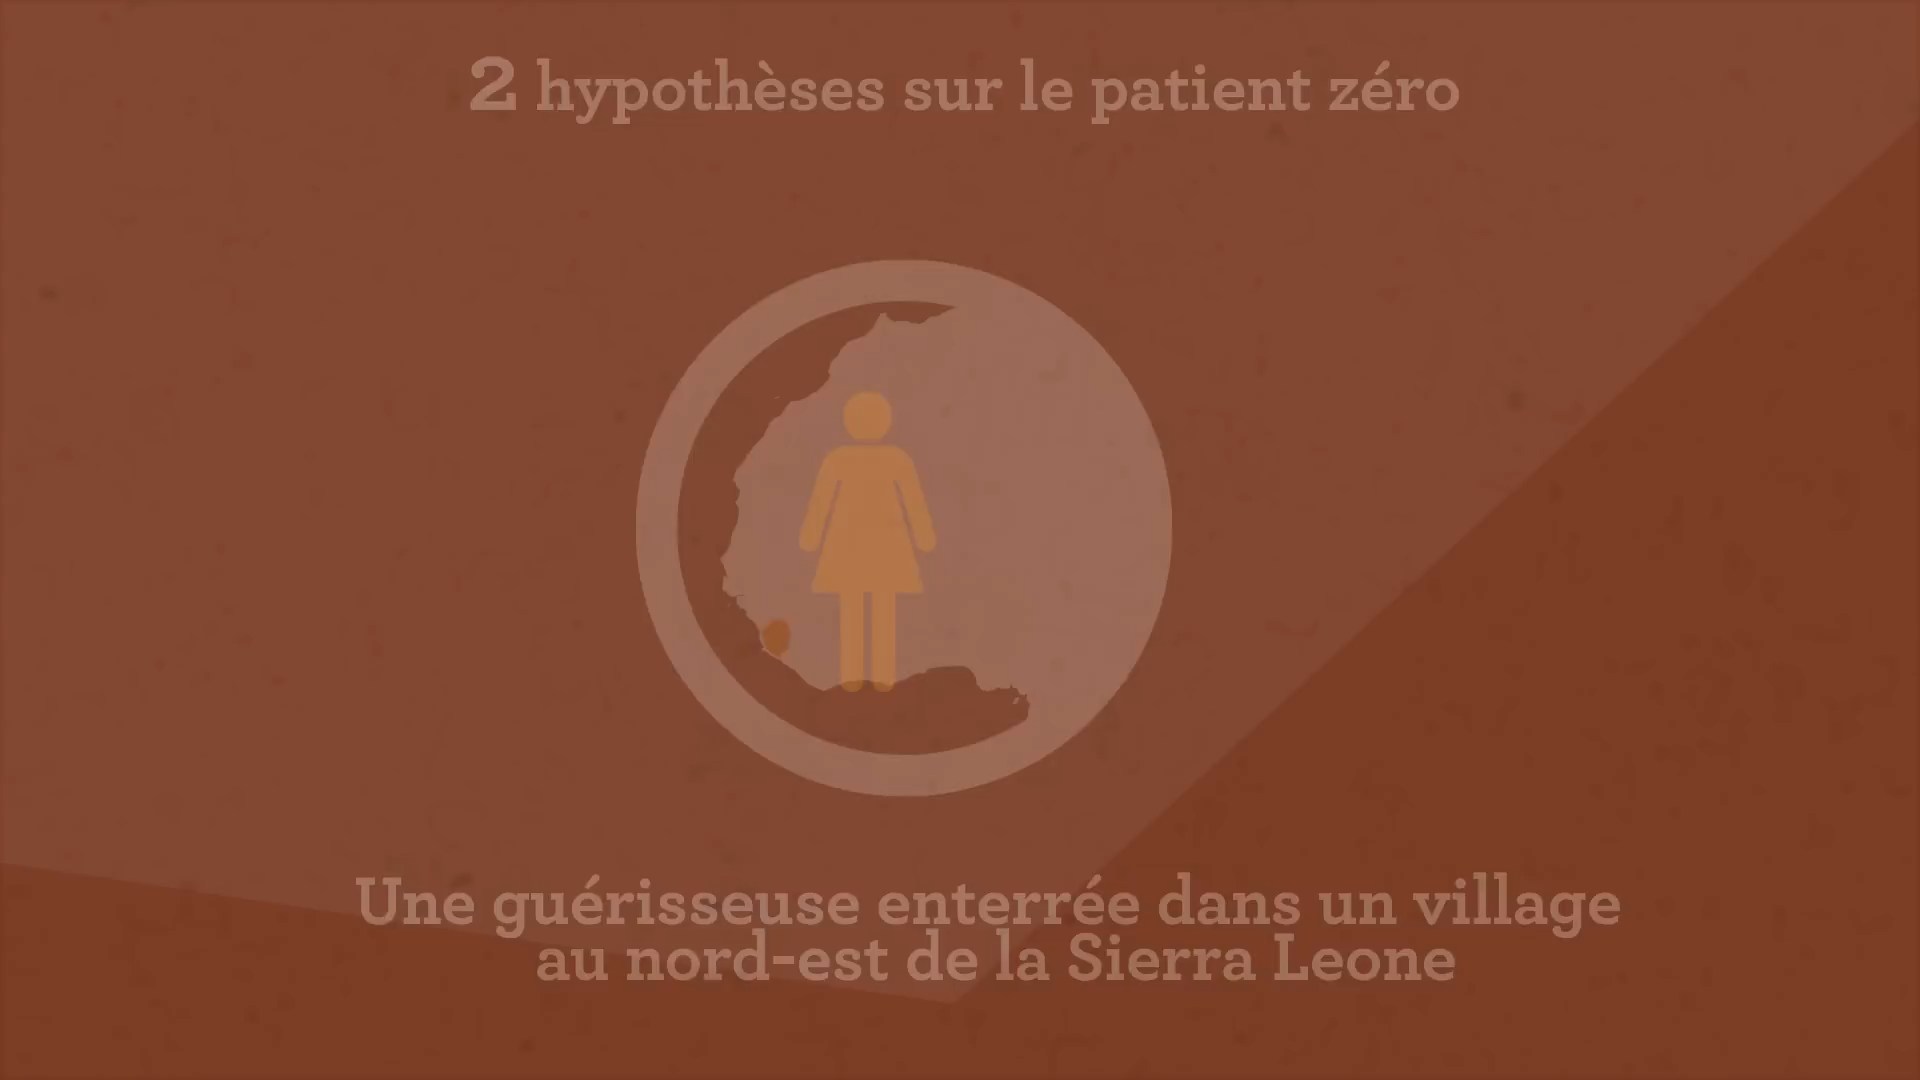 2 hypothèses sur le patient zéro
Une guérisseuse enterrée dans un village
au nord-est de la Sierra Leone